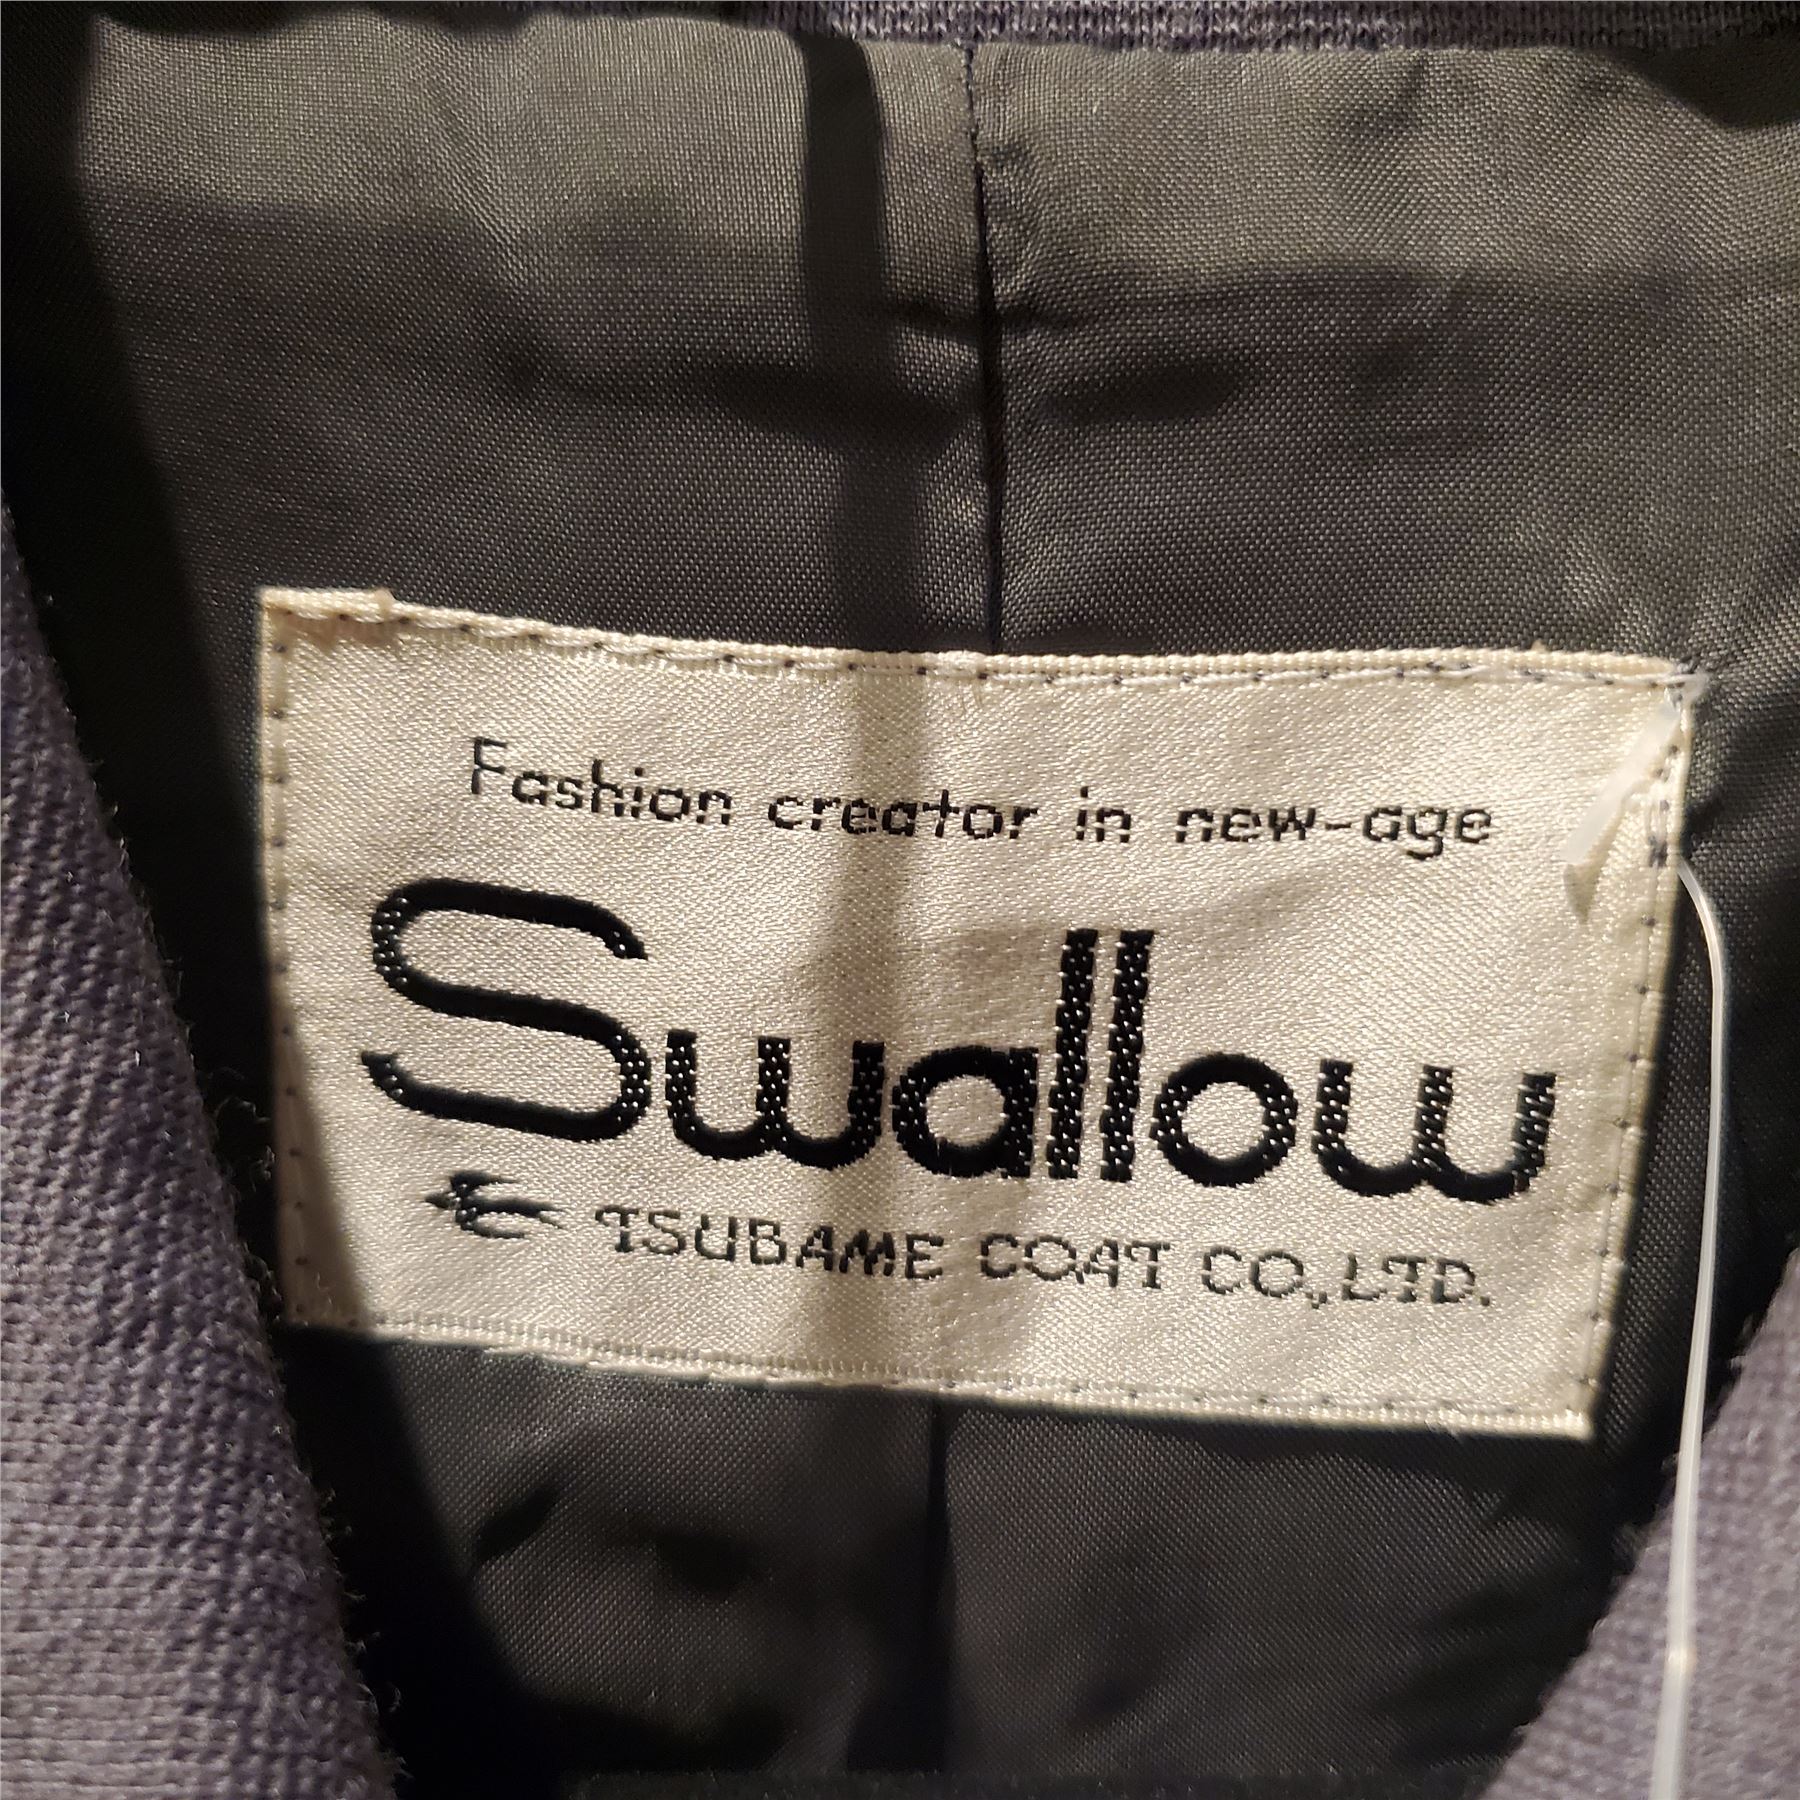 Fashion creator in new-age
Swallow
TSUBAME COAT CO.,LTD.